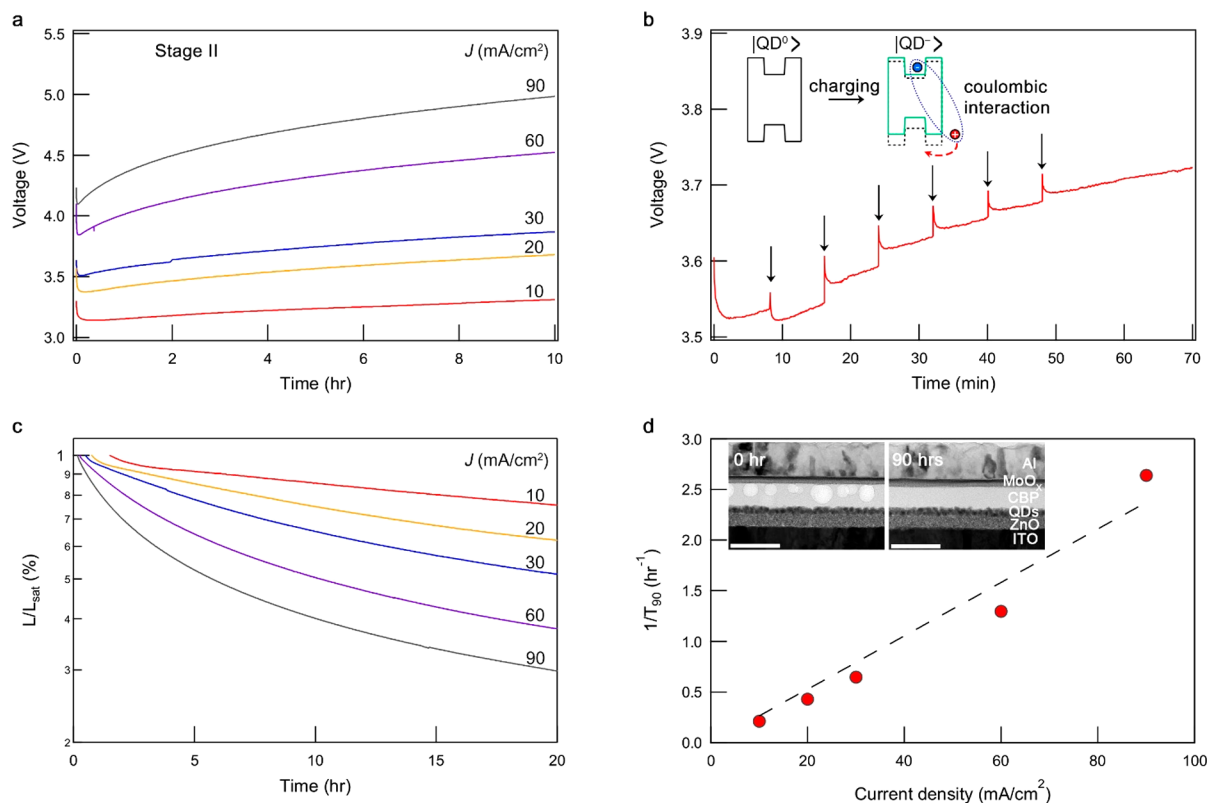 a
Stage II
J (mA/cm²)
90
60
30
20
10
5.5
5.0
4.5
4.0
3.5
3.0
Voltage (V)
0
2
4
6
8
10
Time (hr)
b
|QD⁰⟩
|QD⁻⟩
charging
coulombic
interaction
−
+
3.9
3.8
3.7
3.6
3.5
Voltage (V)
0
10
20
30
40
50
60
70
Time (min)
c
J (mA/cm²)
10
20
30
60
90
1
9
8
7
6
5
4
3
2
L/Lsat (%)
5
10
15
20
Time (hr)
d
0 hr
90 hrs
Al
MoOx
CBP
QDs
ZnO
ITO
3.0
2.5
2.0
1.5
1.0
0.5
0.0
1/T₉₀ (hr⁻¹)
0
20
40
60
80
100
Current density (mA/cm²)